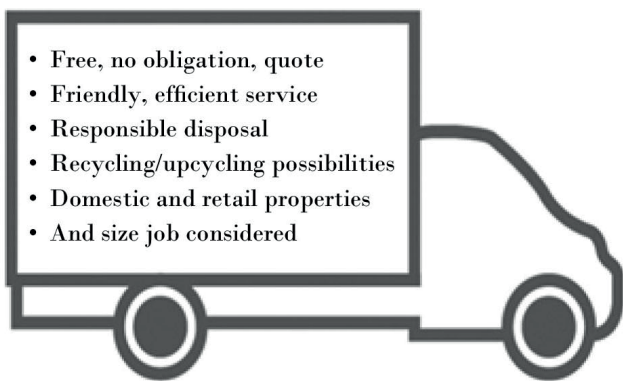 • Free, no obligation, quote
• Friendly, efficient service
• Responsible disposal
• Recycling/upcycling possibilities
• Domestic and retail properties
• And size job considered